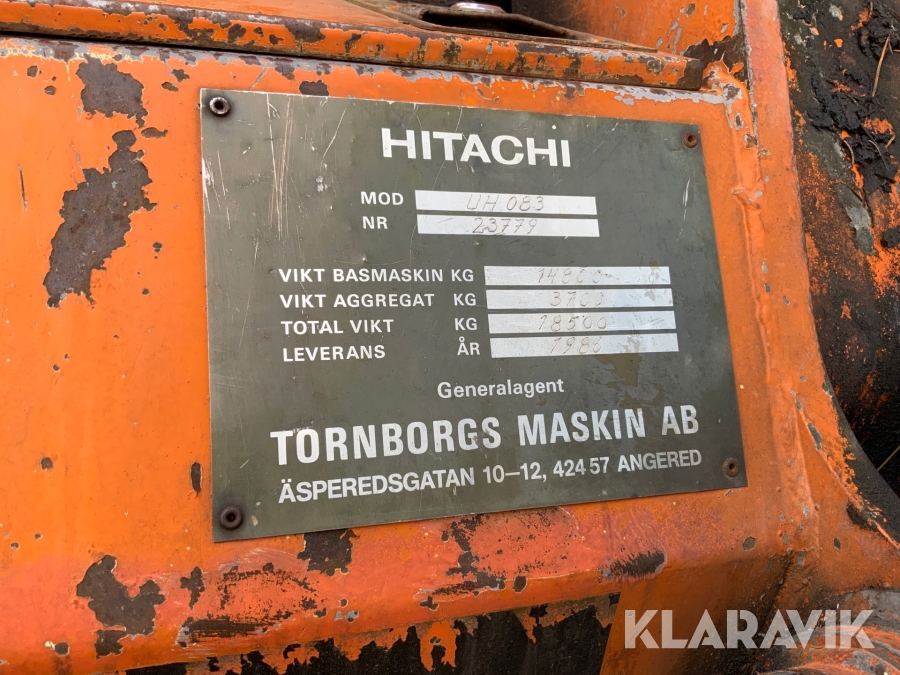 HITACHI
MOD UH 083
NR 23779
VIKT BASMASKIN KG 14800
VIKT AGGREGAT KG 3700
TOTAL VIKT KG 18500
LEVERANS ÅR 1986
Generalagent
TORNBORGS MASKIN AB
ÄSPEREDSGATAN 10–12, 424 57 ANGERED
KLARAVIK